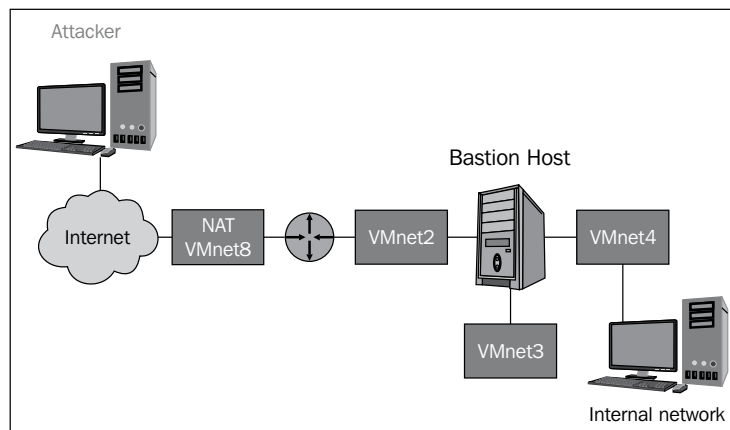 Attacker
Bastion Host
Internet
NAT
VMnet8
VMnet2
VMnet4
VMnet3
Internal network